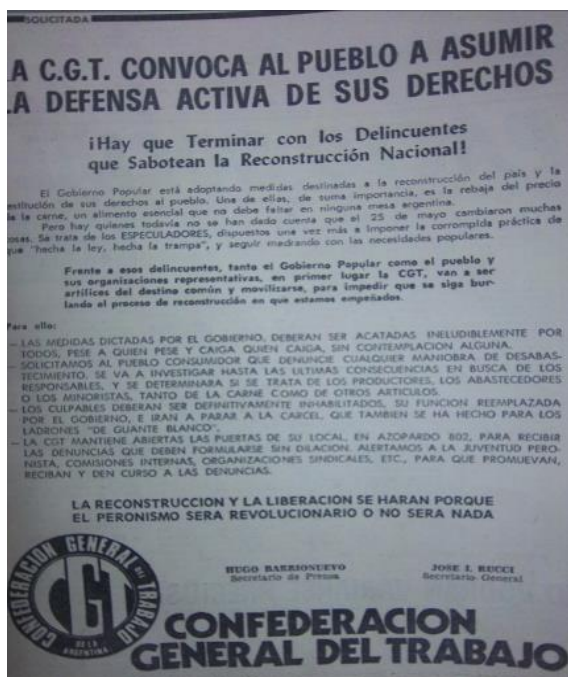 SOLICITADA
A C.G.T. CONVOCA AL PUEBLO A ASUMIR
A DEFENSA ACTIVA DE SUS DERECHOS
¡Hay que Terminar con los Delincuentes
que Sabotean la Reconstrucción Nacional!
El Gobierno Popular está adoptando medidas destinadas a la reconstrucción del país y la
estitución de sus derechos al pueblo. Una de ellas, de suma importancia, es la rebaja del precio
de la carne, un alimento esencial que no debe faltar en ninguna mesa argentina.
Pero hay quienes todavía no se han dado cuenta que el 25 de mayo cambiaron muchas
osas. Se trata de los ESPECULADORES, dispuestos una vez más a imponer la corrompida práctica de
que "hecha la ley, hecha la trampa", y seguir medrando con las necesidades populares.
Frente a esos delincuentes, tanto el Gobierno Popular como el pueblo y
sus organizaciones representativas, en primer lugar la CGT, van a ser
artífices del destino común y movilizarse, para impedir que se siga bur-
lando el proceso de reconstrucción en que estamos empeñados.
Para ello:
— LAS MEDIDAS DICTADAS POR EL GOBIERNO, DEBERAN SER ACATADAS INELUDIBLEMENTE POR
TODOS, PESE A QUIEN PESE Y CAIGA QUIEN CAIGA, SIN CONTEMPLACION ALGUNA.
— SOLICITAMOS AL PUEBLO CONSUMIDOR QUE DENUNCIE CUALQUIER MANIOBRA DE DESABAS-
TECIMIENTO. SE VA A INVESTIGAR HASTA LAS ULTIMAS CONSECUENCIAS EN BUSCA DE LOS
RESPONSABLES, Y SE DETERMINARA SI SE TRATA DE LOS PRODUCTORES, LOS ABASTECEDORES
O LOS MINORISTAS, TANTO DE LA CARNE COMO DE OTROS ARTICULOS.
— LOS CULPABLES DEBERAN SER DEFINITIVAMENTE INHABILITADOS, SU FUNCION REEMPLAZADA
POR EL GOBIERNO, E IRAN A PARAR A LA CARCEL, QUE TAMBIEN SE HA HECHO PARA LOS
LADRONES "DE GUANTE BLANCO".
— LA CGT MANTIENE ABIERTAS LAS PUERTAS DE SU LOCAL, EN AZOPARDO 802, PARA RECIBIR
LAS DENUNCIAS QUE DEBEN FORMULARSE SIN DILACION. ALERTAMOS A LA JUVENTUD PERO-
NISTA, COMISIONES INTERNAS, ORGANIZACIONES SINDICALES, ETC., PARA QUE PROMUEVAN,
RECIBAN Y DEN CURSO A LAS DENUNCIAS.
LA RECONSTRUCCION Y LA LIBERACION SE HARAN PORQUE
EL PERONISMO SERA REVOLUCIONARIO O NO SERA NADA
HUGO BARRIONUEVO
Secretario de Prensa
JOSE I. RUCCI
Secretario General
CONFEDERACION GENERAL DEL TRABAJO
CGT
DE LA
ARGENTINA
CONFEDERACION
GENERAL DEL TRABAJO